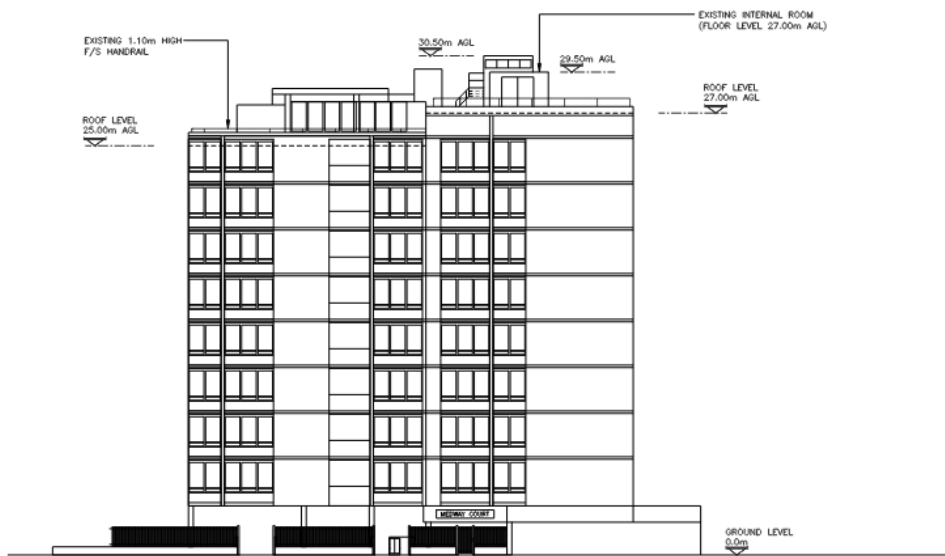 EXISTING INTERNAL ROOM
(FLOOR LEVEL 27.00m AGL)
EXISTING 1.10m HIGH
F/S HANDRAIL
30.50m AGL
29.50m AGL
ROOF LEVEL
27.00m AGL
ROOF LEVEL
25.00m AGL
MEDWAY COURT
GROUND LEVEL
0.0m